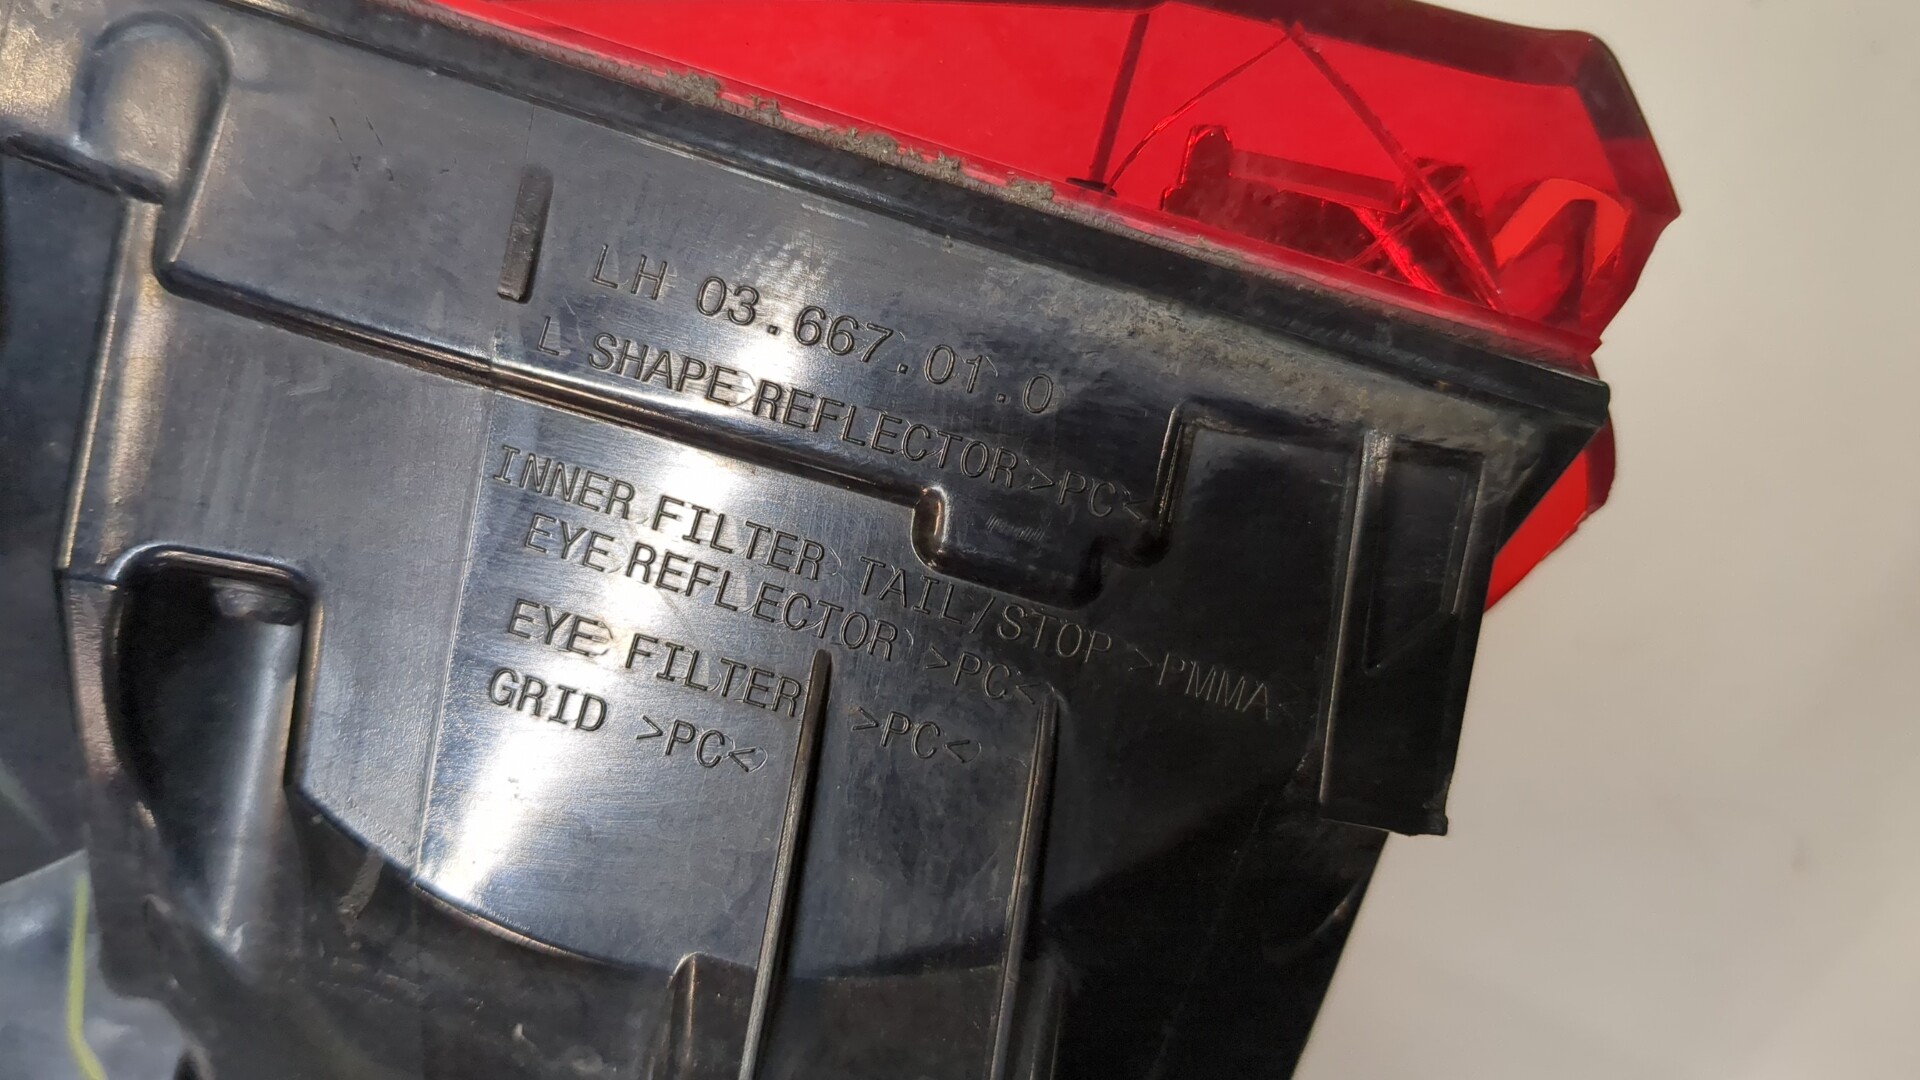 LH 03.667.01.0
L SHAPE REFLECTOR >PC<
INNER FILTER TAIL/STOP >PMMA<
EYE REFLECTOR >PC<
EYE FILTER >PC<
GRID >PC<